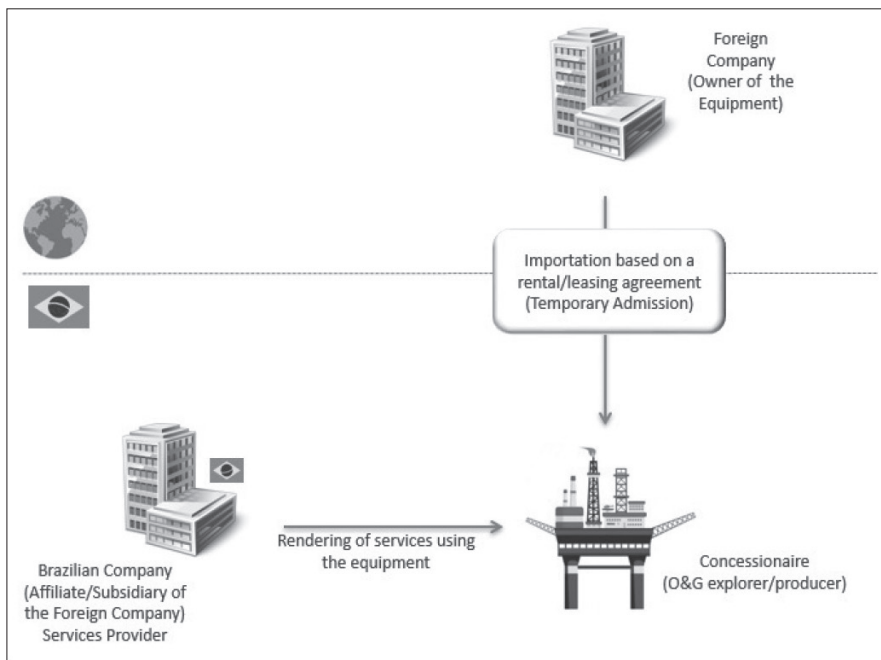 Foreign
Company
(Owner of the
Equipment)
Importation based on a
rental/leasing agreement
(Temporary Admission)
Rendering of services using
the equipment
Brazilian Company
(Affiliate/Subsidiary of
the Foreign Company)
Services Provider
Concessionaire
(O&G explorer/producer)